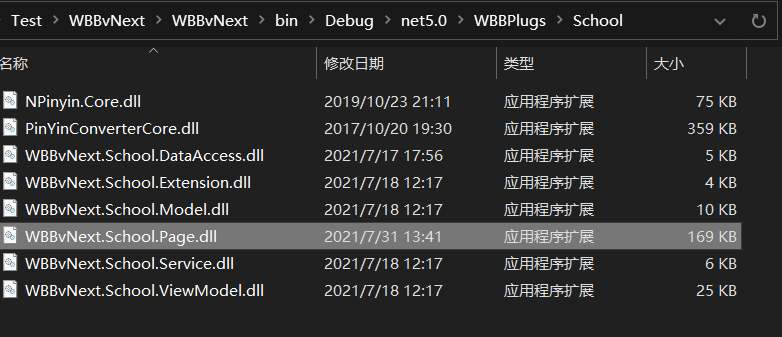 Test > WBBvNext > WBBvNext > bin > Debug > net5.0 > WBBPlugs > School
名称 修改日期 类型 大小
NPinyin.Core.dll 2019/10/23 21:11 应用程序扩展 75 KB
PinYinConverterCore.dll 2017/10/20 19:30 应用程序扩展 359 KB
WBBvNext.School.DataAccess.dll 2021/7/17 17:56 应用程序扩展 5 KB
WBBvNext.School.Extension.dll 2021/7/18 12:17 应用程序扩展 4 KB
WBBvNext.School.Model.dll 2021/7/18 12:17 应用程序扩展 10 KB
WBBvNext.School.Page.dll 2021/7/31 13:41 应用程序扩展 169 KB
WBBvNext.School.Service.dll 2021/7/18 12:17 应用程序扩展 6 KB
WBBvNext.School.ViewModel.dll 2021/7/18 12:17 应用程序扩展 25 KB